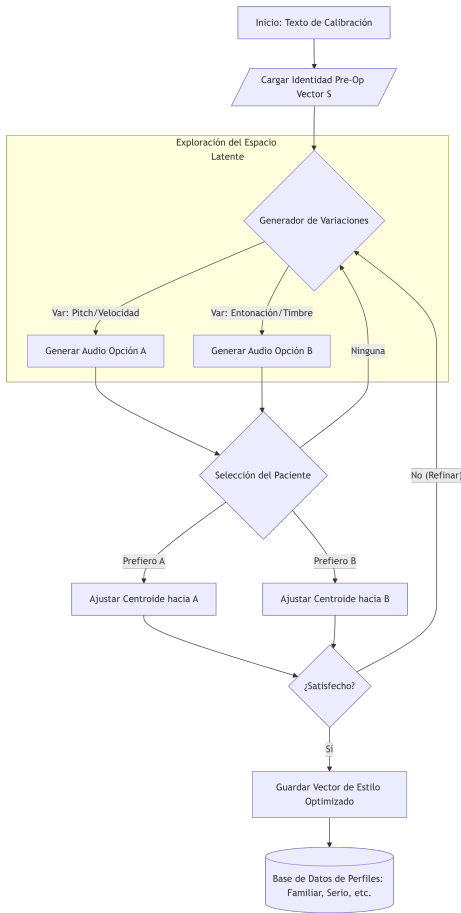 Inicio: Texto de Calibración
Cargar Identidad Pre-Op
Vector S
Exploración del Espacio
Latente
Generador de Variaciones
Var: Pitch/Velocidad
Var: Entonación/Timbre
Generar Audio Opción A
Generar Audio Opción B
Ninguna
Selección del Paciente
No (Refinar)
Prefiero A
Prefiero B
Ajustar Centroide hacia A
Ajustar Centroide hacia B
¿Satisfecho?
Sí
Guardar Vector de Estilo
Optimizado
Base de Datos de Perfiles:
Familiar, Serio, etc.